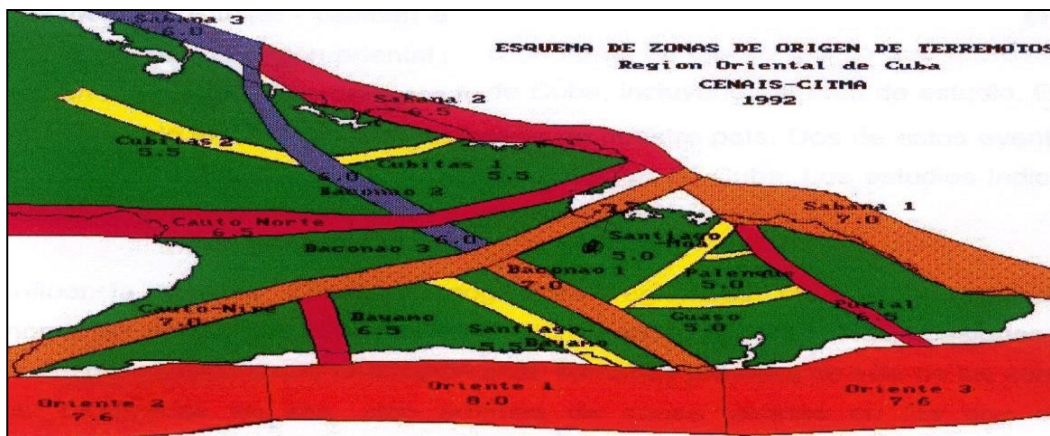 Sabana 3
6.0
ESQUEMA DE ZONAS DE ORIGEN DE TERREMOTOS
Region Oriental de Cuba
CENAIS-CITMA
1992
Sabana 2
6.5
Cubitas 2
5.5
Cubitas 1
5.5
6.0
Baconao 2
Sabana 1
7.0
Cauto Norte
6.5
Baconao 3
6.0
Santiago
-Moa
5.0
Baconao 1
7.0
Palenque
5.0
Cauto-Nipe
7.0
Bayamo
6.5
Santiago-
Bayamo
5.5
Guaso
5.0
Purial
6.5
Oriente 2
7.6
Oriente 1
8.0
Oriente 3
7.6